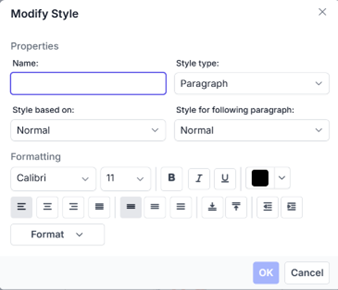 Modify Style
Properties
Name:
Style type:
Paragraph
Style based on:
Style for following paragraph:
Normal
Normal
Formatting
Calibri
11
B
I
U
Format
OK
Cancel